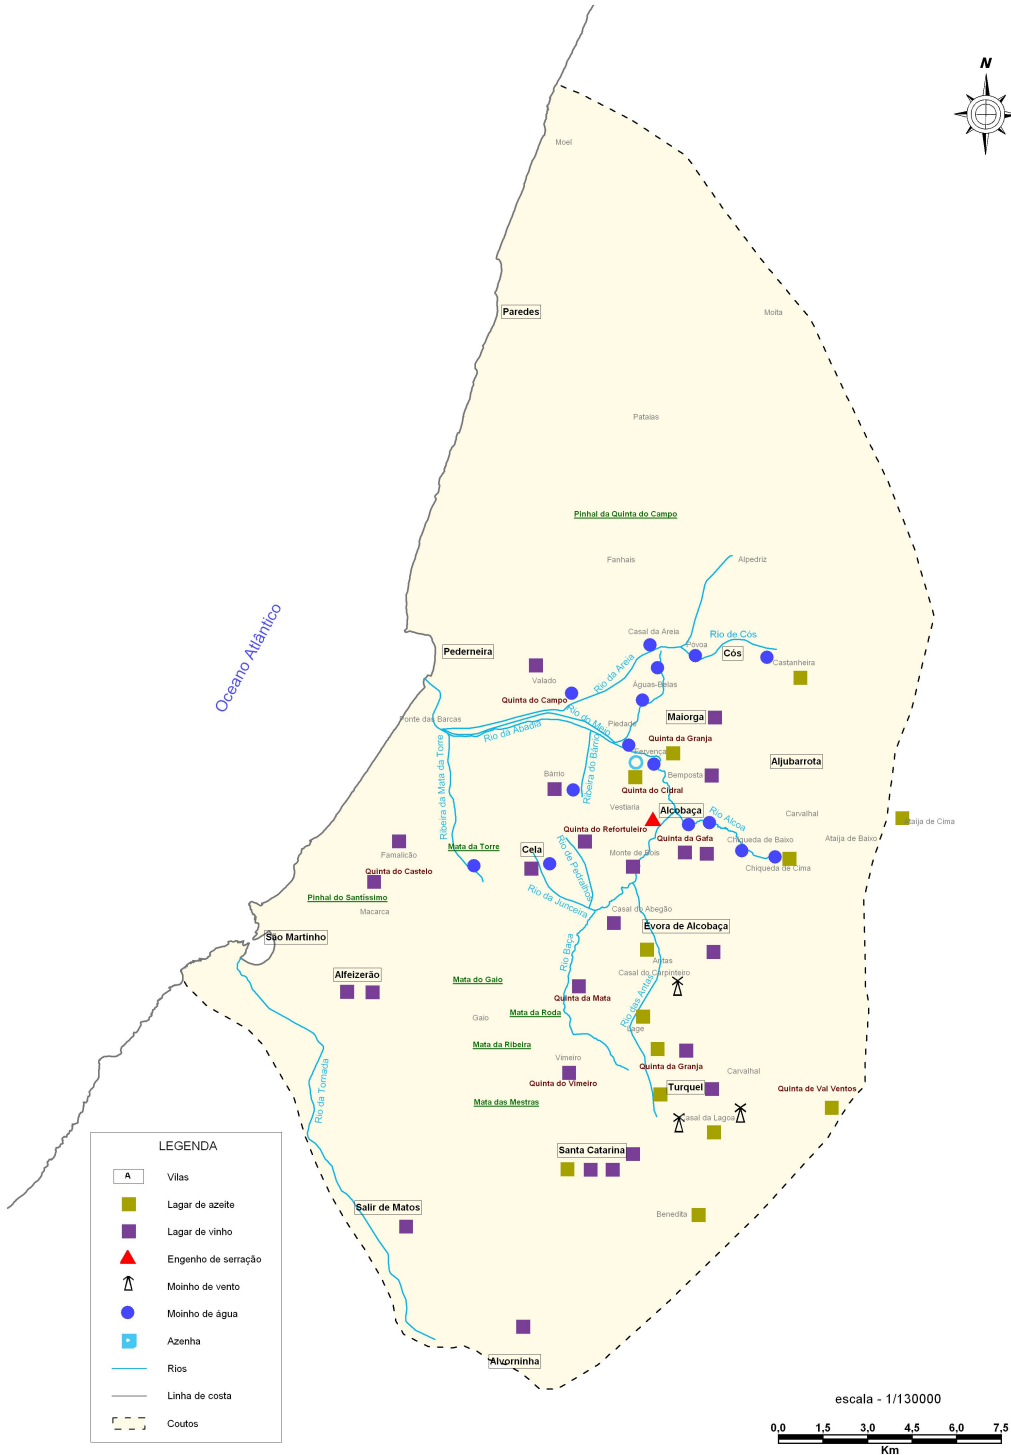 N
Moel
Paredes
Moita
Pataias
Pinhal da Quinta do Campo
Fanhais
Alpedriz
Oceano Atlântico
Casal da Areia
Rio de Cós
Póvoa
Pederneira
Cós
Castanheira
Rio da Areia
Valado
Águas-Belas
Quinta do Campo
Ponte das Barcas
Rio do Meio
Piedade
Maiorga
Rio da Abadia
Quinta da Granja
Fervença
Aljubarrota
Ribeira da Mata da Torre
Ribeira do Bárrio
Bárrio
Bemposta
Quinta do Cidral
Vestiaria
Alcobaça
Rio Alcoa
Carvalhal
Ataija de Cima
Quinta do Refortuleiro
Quinta da Gafa
Chiqueda de Baixo
Ataija de Baixo
Mata da Torre
Cela
Rio de Pedralhos
Monte de Bois
Famalicão
Chiqueda de Cima
Quinta do Castelo
Pinhal do Santissimo
Rio da Junceira
Macarca
Casal do Abegão
Évora de Alcobaça
São Martinho
Rio Baça
Antas
Alfeizerão
Casal do Carpinteiro
Mata do Gaio
Rio das Antas
Quinta da Mata
Mata da Roda
Gaio
Lage
Mata da Ribeira
Vimeiro
Quinta da Granja
Carvalhal
Rio da Tornada
Quinta do Vimeiro
Turquel
Quinta de Val Ventos
Mata das Mestras
Casal da Lagoa
Santa Catarina
Salir de Matos
Benedita
Alvorninha
LEGENDA
A Vilas
Lagar de azeite
Lagar de vinho
Engenho de serração
Moinho de vento
Moinho de água
Azenha
Rios
Linha de costa
Coutos
escala - 1/130000
0,0 1,5 3,0 4,5 6,0 7,5
Km